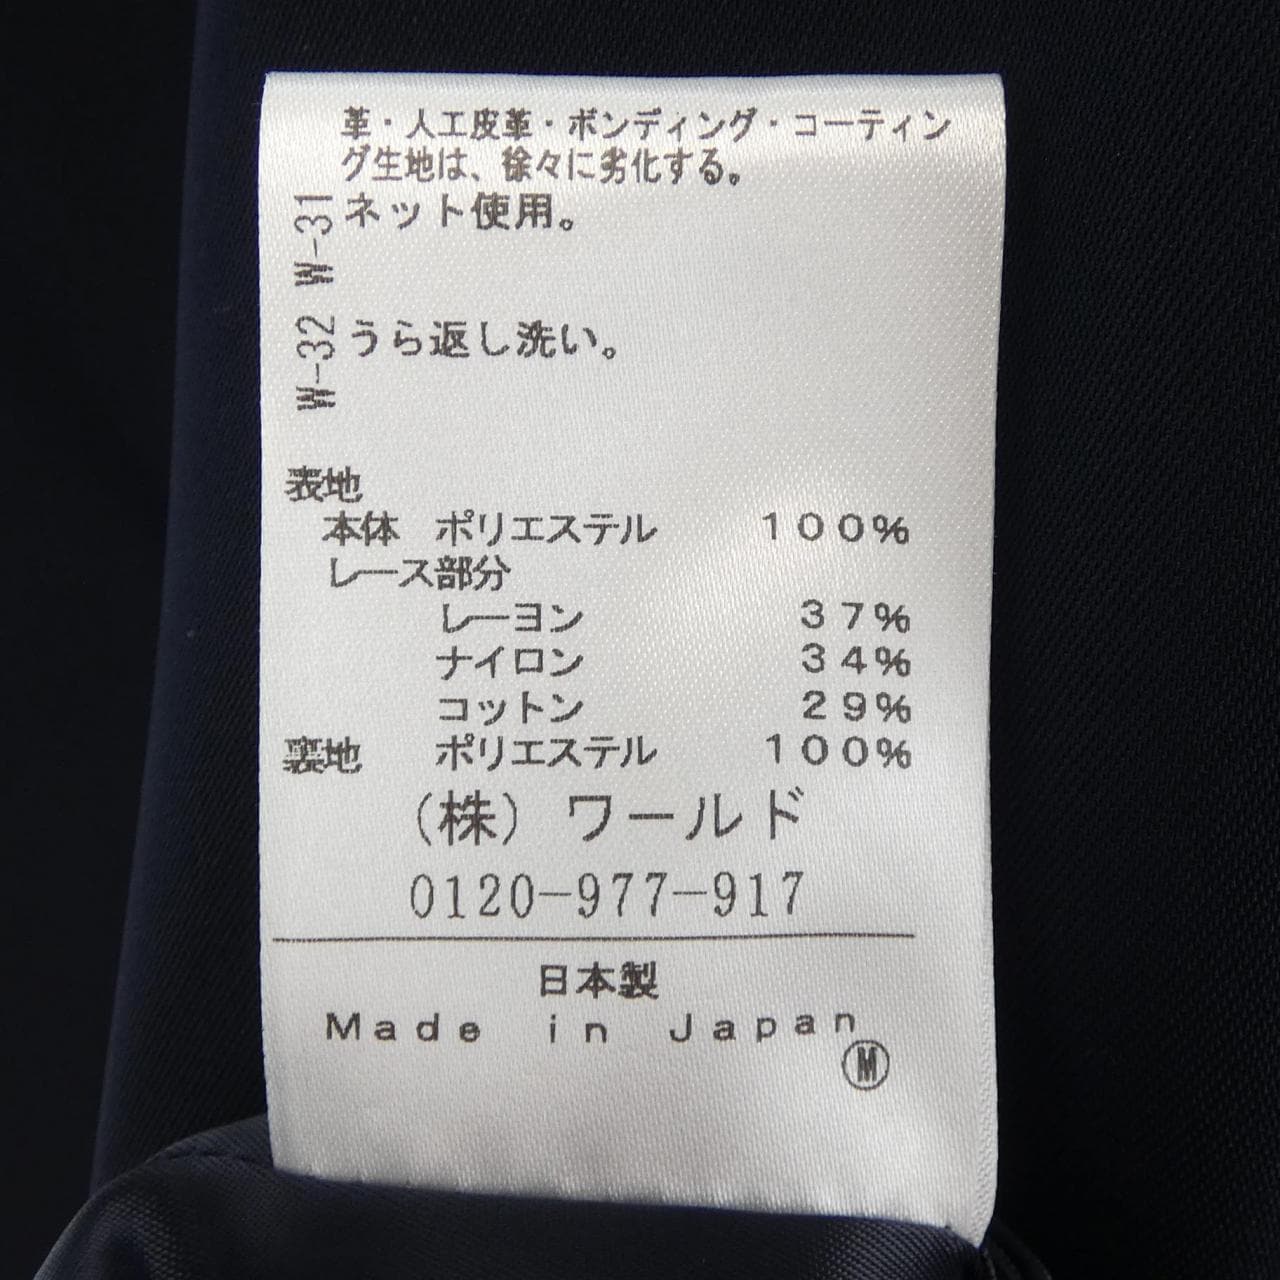 革・人工皮革・ボンディング・コーティン
グ生地は、徐々に劣化する。
W-31 ネット使用。
W-32 うら返し洗い。
表地
本体 ポリエステル 100%
レース部分
レーヨン 37%
ナイロン 34%
コットン 29%
裏地 ポリエステル 100%
(株) ワールド
0120-977-917
日本製
Made in Japan
Ⓜ